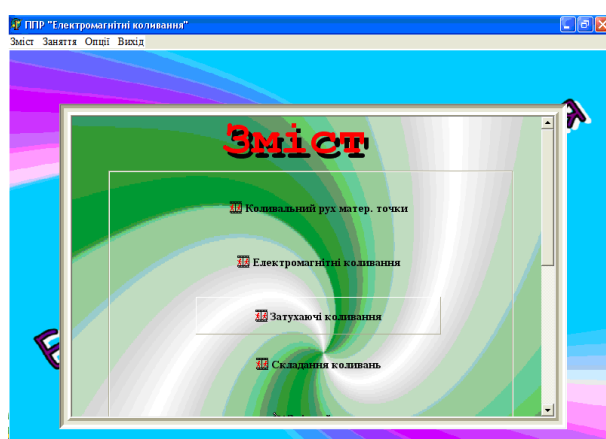 ППР "Електромагнітні коливання"
Зміст Заняття Опції Вихід
Зміст
Коливальний рух матер. точки
Електромагнітні коливання
Затухаючі коливання
Складання коливань